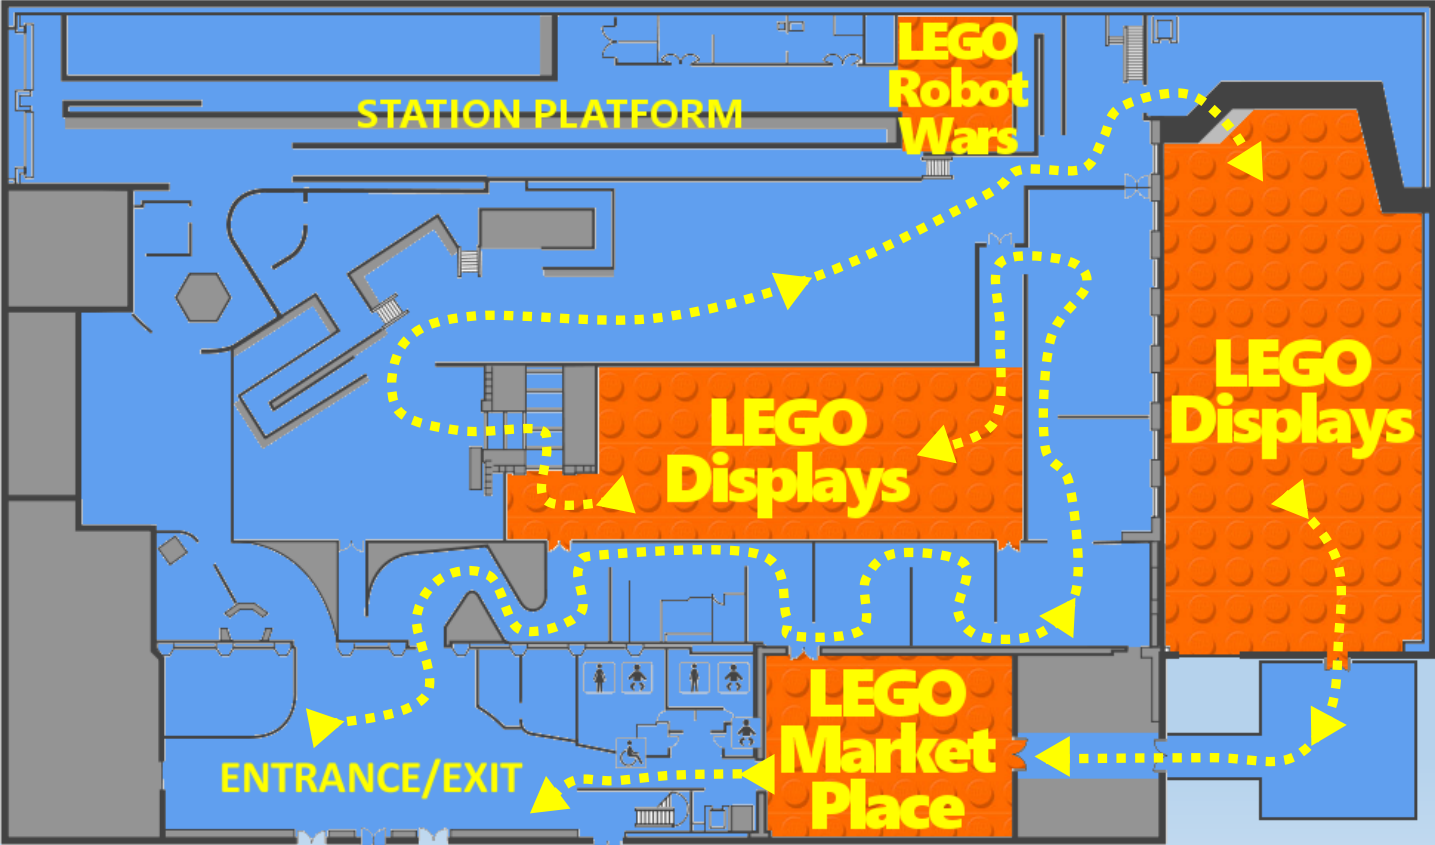 LEGO
Robot
Wars
STATION PLATFORM
LEGO
Displays
LEGO
Displays
LEGO
Market
Place
ENTRANCE/EXIT